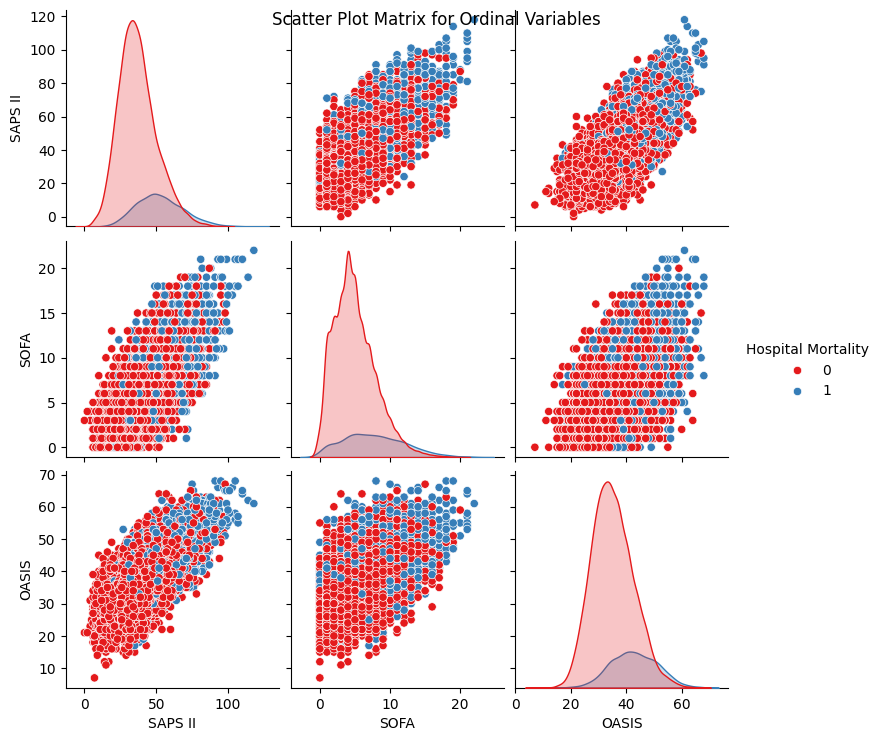 Scatter Plot Matrix for Ordinal Variables
120
100
80
60
40
20
0
SAPS II
20
15
10
5
0
SOFA
Hospital Mortality
0
1
70
60
50
40
30
20
10
OASIS
0 50 100
0 10 20
0 20 40 60
SAPS II
SOFA
OASIS